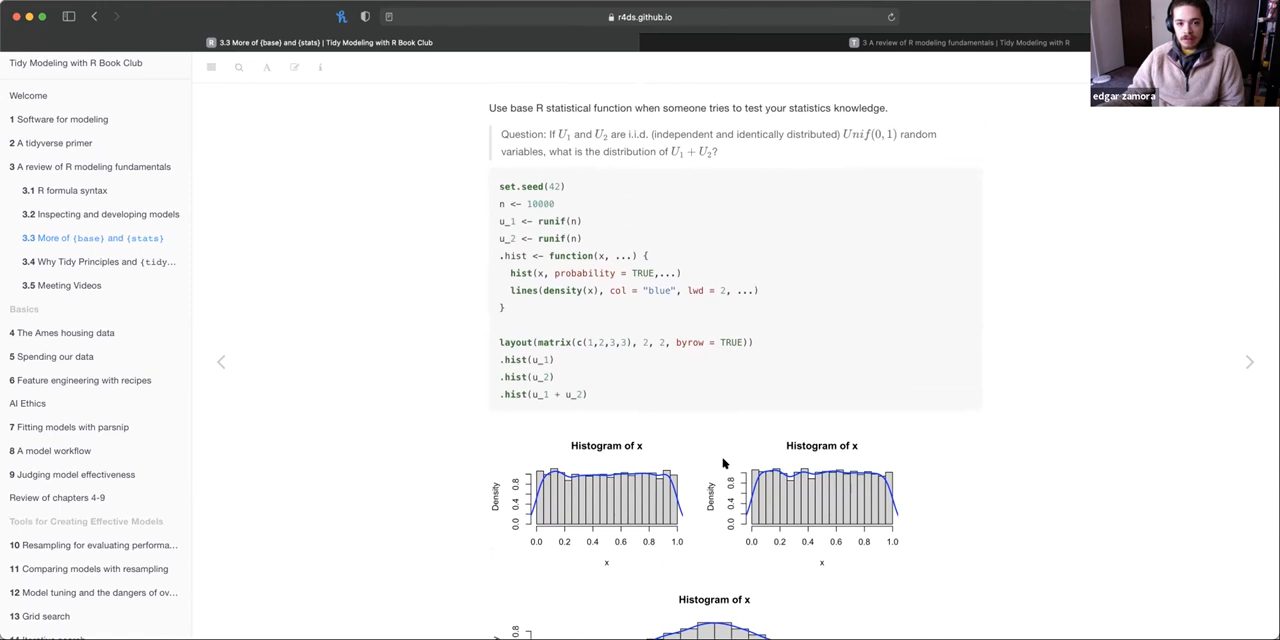 r4ds.github.io
R 3.3 More of {base} and {stats} | Tidy Modeling with R Book Club
T 3 A review of R modeling fundamentals | Tidy Modeling with R
edgar zamora
Tidy Modeling with R Book Club
Welcome
1 Software for modeling
2 A tidyverse primer
3 A review of R modeling fundamentals
3.1 R formula syntax
3.2 Inspecting and developing models
3.3 More of {base} and {stats}
3.4 Why Tidy Principles and {tidy...
3.5 Meeting Videos
Basics
4 The Ames housing data
5 Spending our data
6 Feature engineering with recipes
AI Ethics
7 Fitting models with parsnip
8 A model workflow
9 Judging model effectiveness
Review of chapters 4-9
Tools for Creating Effective Models
10 Resampling for evaluating performa...
11 Comparing models with resampling
12 Model tuning and the dangers of ov...
13 Grid search
A
i
Use base R statistical function when someone tries to test your statistics knowledge.
Question: If U1 and U2 are i.i.d. (independent and identically distributed) Unif(0, 1) random
variables, what is the distribution of U1 + U2?
set.seed(42)
n <- 10000
u_1 <- runif(n)
u_2 <- runif(n)
.hist <- function(x, ...) {
hist(x, probability = TRUE,...)
lines(density(x), col = "blue", lwd = 2, ...)
}
layout(matrix(c(1,2,3,3), 2, 2, byrow = TRUE))
.hist(u_1)
.hist(u_2)
.hist(u_1 + u_2)
Histogram of x
Density
0.0 0.4 0.8
0.0 0.2 0.4 0.6 0.8 1.0
x
Histogram of x
Density
0.0 0.4 0.8
0.0 0.2 0.4 0.6 0.8 1.0
x
Histogram of x
0.8